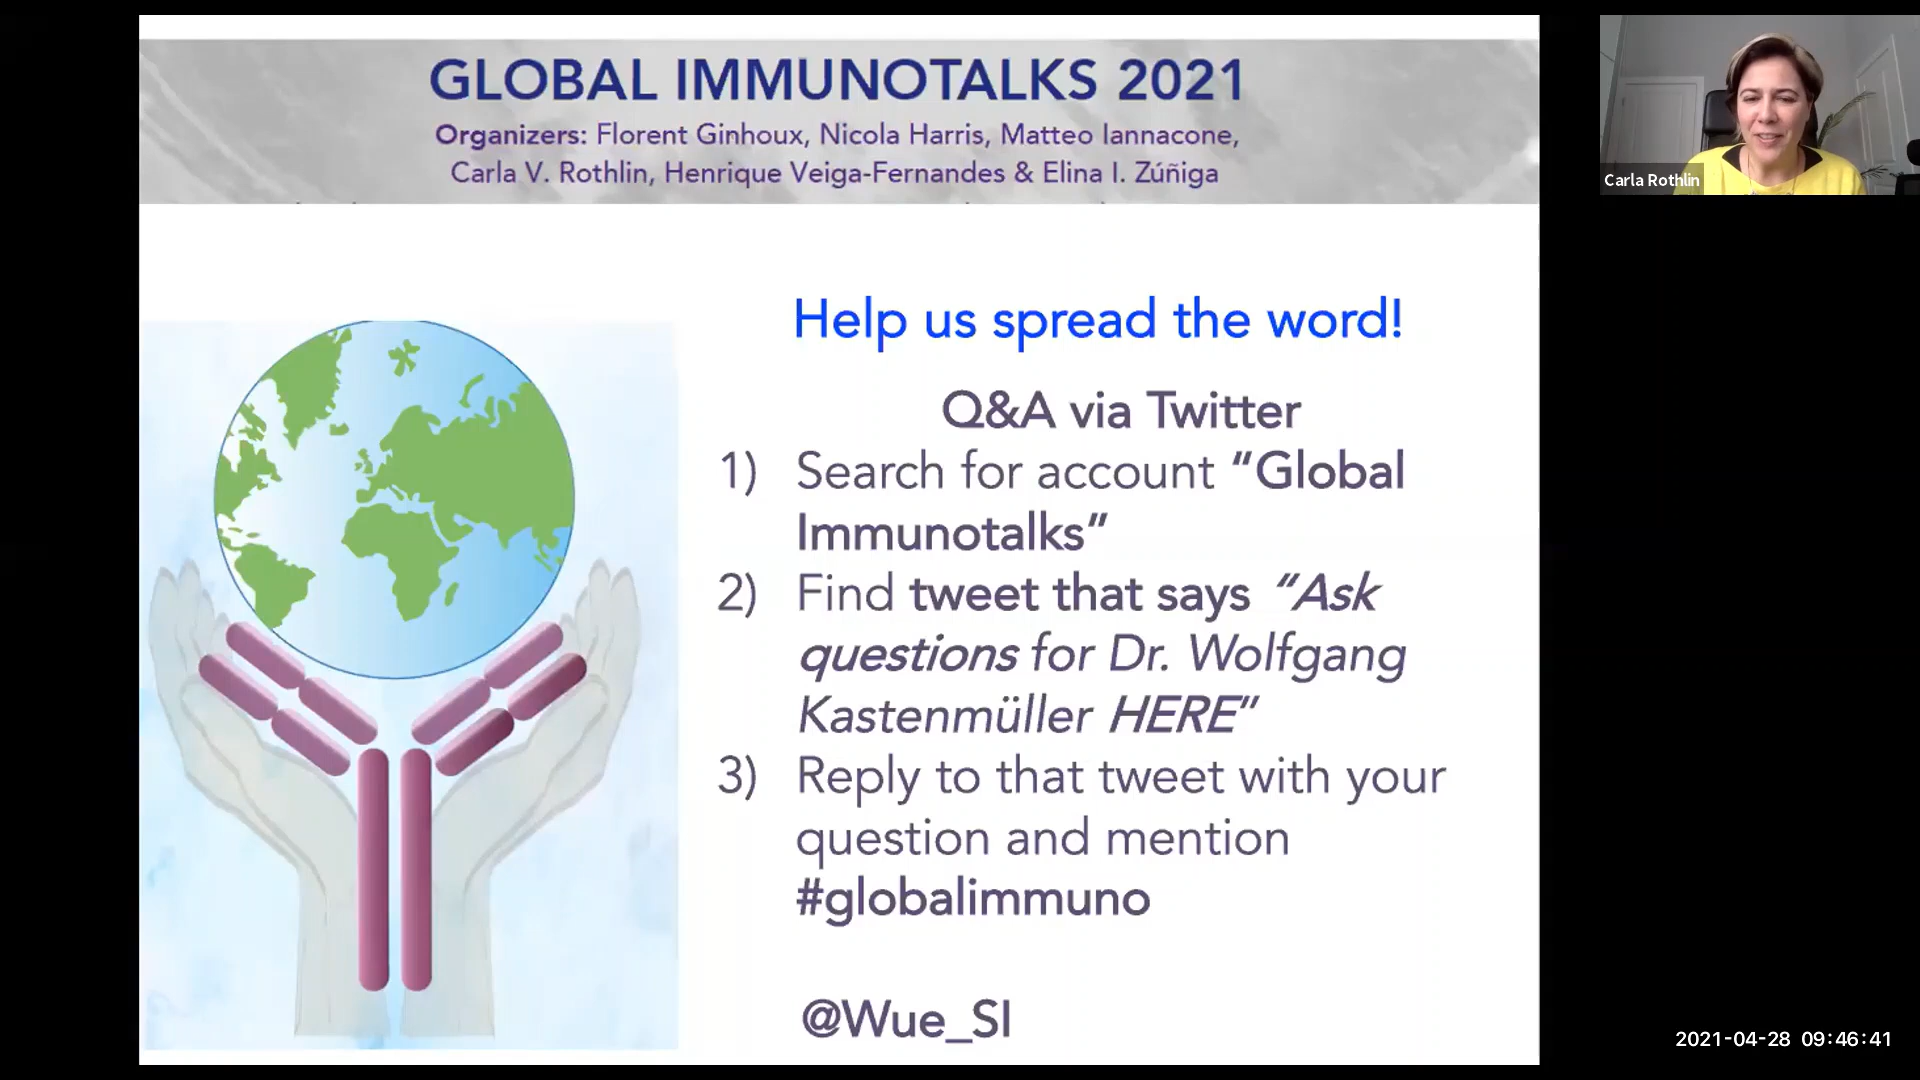 GLOBAL IMMUNOTALKS 2021
Organizers: Florent Ginhoux, Nicola Harris, Matteo Iannacone,
Carla V. Rothlin, Henrique Veiga-Fernandes & Elina I. Zúñiga
Carla Rothlin
Help us spread the word!
Q&A via Twitter
1) Search for account “Global
Immunotalks”
2) Find tweet that says “Ask
questions for Dr. Wolfgang
Kastenmüller HERE”
3) Reply to that tweet with your
question and mention
#globalimmuno
@Wue_SI
2021-04-28 09:46:41